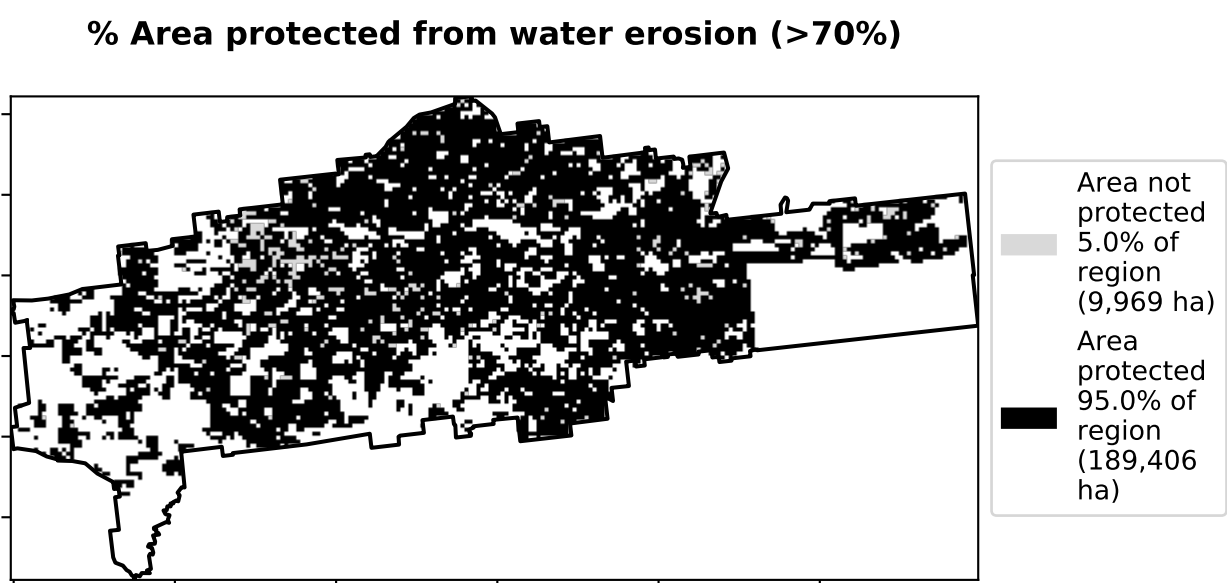 % Area protected from water erosion (>70%)
Area not
protected
5.0% of
region
(9,969 ha)
Area
protected
95.0% of
region
(189,406
ha)